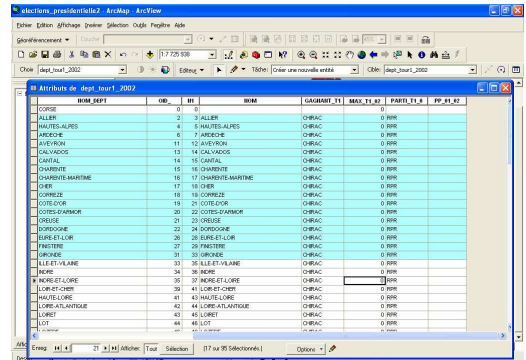 elections_presidentielle2 - ArcMap - ArcView
Fichier Edition Affichage Insérer Sélection Outils Fenêtre Aide
Géoréférencement Couche
1:7 725 938
Choix dept_tour1_2002 Editeur Tâche: Créer une nouvelle entité Cible: dept_tour1_2002
Attributs de dept_tour1_2002
NOM_DEPT OID_ N1 NOM GAGNANT_T1 MAX_T1_02 PARTI_T1_0 PP_01_02
CORSE 0 0 0
ALLIER 2 3 ALLIER CHIRAC 0 RPR
HAUTES-ALPES 4 5 HAUTES-ALPES CHIRAC 0 RPR
ARDECHE 6 7 ARDECHE CHIRAC 0 RPR
AVEYRON 11 12 AVEYRON CHIRAC 0 RPR
CALVADOS 13 14 CALVADOS CHIRAC 0 RPR
CANTAL 14 15 CANTAL CHIRAC 0 RPR
CHARENTE 15 16 CHARENTE CHIRAC 0 RPR
CHARENTE-MARITIME 16 17 CHARENTE-MARITIME CHIRAC 0 RPR
CHER 17 18 CHER CHIRAC 0 RPR
CORREZE 18 19 CORREZE CHIRAC 0 RPR
COTE-D'OR 19 21 COTE-D'OR CHIRAC 0 RPR
COTES-D'ARMOR 20 22 COTES-D'ARMOR CHIRAC 0 RPR
CREUSE 21 23 CREUSE CHIRAC 0 RPR
DORDOGNE 22 24 DORDOGNE CHIRAC 0 RPR
EURE-ET-LOIR 26 28 EURE-ET-LOIR CHIRAC 0 RPR
FINISTERE 27 29 FINISTERE CHIRAC 0 RPR
GIRONDE 31 33 GIRONDE CHIRAC 0 RPR
ILLE-ET-VILAINE 33 35 ILLE-ET-VILAINE CHIRAC 0 RPR
INDRE 34 36 INDRE CHIRAC 0 RPR
INDRE-ET-LOIRE 35 37 INDRE-ET-LOIRE CHIRAC 0 RPR
LOIR-ET-CHER 39 41 LOIR-ET-CHER CHIRAC 0 RPR
HAUTE-LOIRE 41 43 HAUTE-LOIRE CHIRAC 0 RPR
LOIRE-ATLANTIQUE 42 44 LOIRE-ATLANTIQUE CHIRAC 0 RPR
LOIRET 43 45 LOIRET CHIRAC 0 RPR
LOT 44 46 LOT CHIRAC 0 RPR
Enreg: 21 Afficher: Tout Sélection (17 sur 95 Sélectionnés.) Options